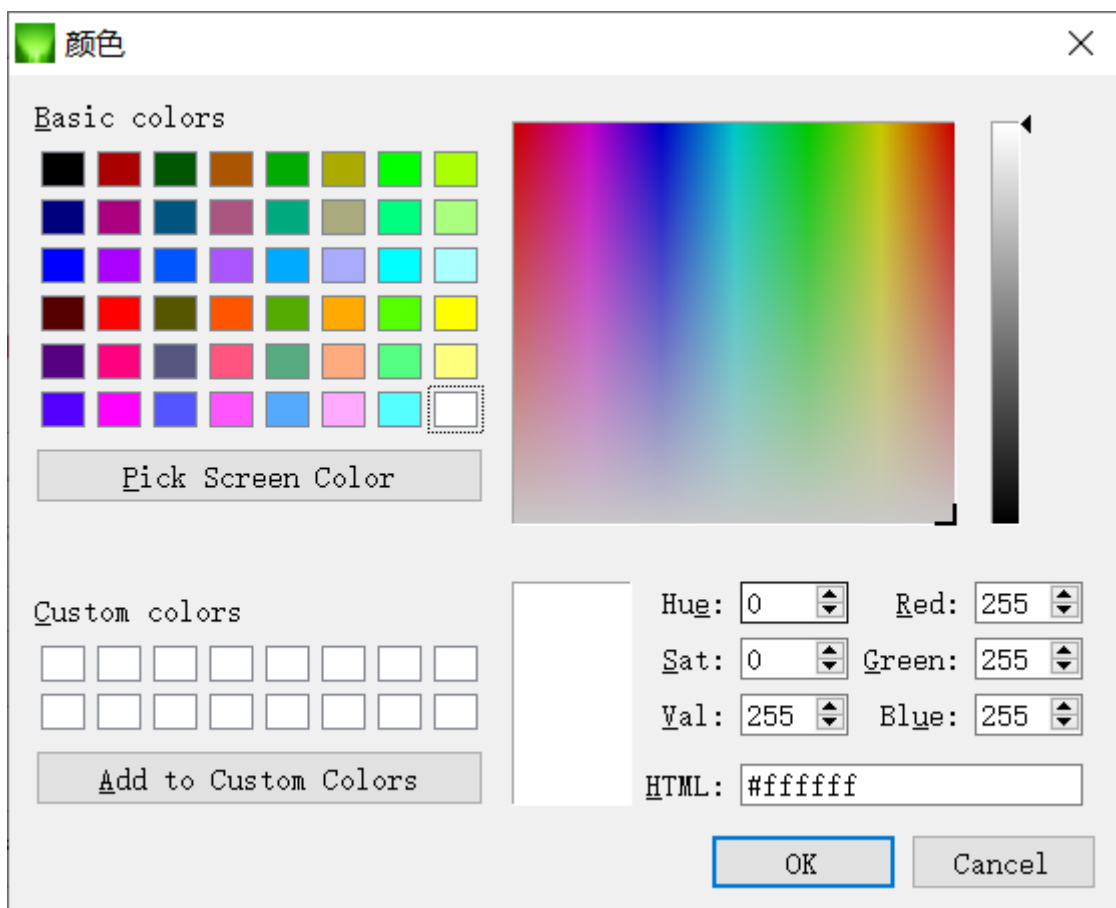 颜色
Basic colors
Pick Screen Color
Custom colors
Add to Custom Colors
Hue: 0 Red: 255
Sat: 0 Green: 255
Val: 255 Blue: 255
HTML: #ffffff
OK Cancel